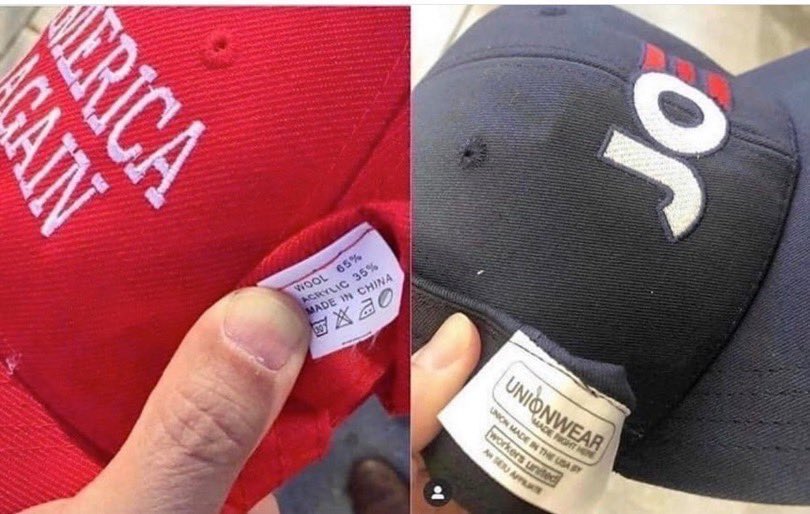 MERICA
AGAIN
WOOL 65%
ACRYLIC 35%
MADE IN CHINA
JOE
UNIONWEAR
MADE RIGHT HERE
UNION MADE IN THE USA BY
workers united
AN SEIU AFFILIATE